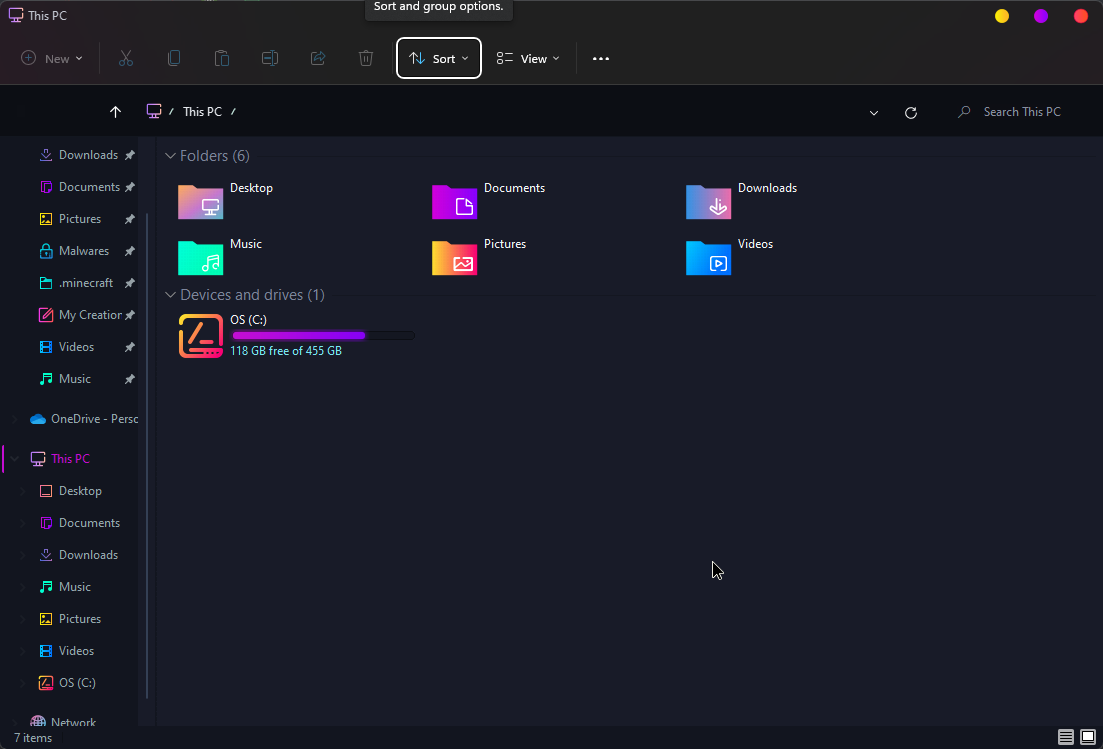 Sort and group options.
This PC
New
Sort
View
/ This PC /
Search This PC
Downloads
Documents
Pictures
Malwares
.minecraft
My Creation
Videos
Music
OneDrive - Perso
This PC
Desktop
Documents
Downloads
Music
Pictures
Videos
OS (C:)
Network
Folders (6)
Desktop
Documents
Downloads
Music
Pictures
Videos
Devices and drives (1)
OS (C:)
118 GB free of 455 GB
7 items